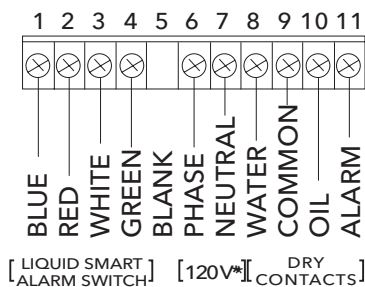 1 2 3 4 5 6 7 8 9 10 11
BLUE
RED
WHITE
GREEN
BLANK
PHASE
NEUTRAL
WATER
COMMON
OIL
ALARM
[LIQUID SMART
ALARM SWITCH]
[120V*]
[DRY
CONTACTS]